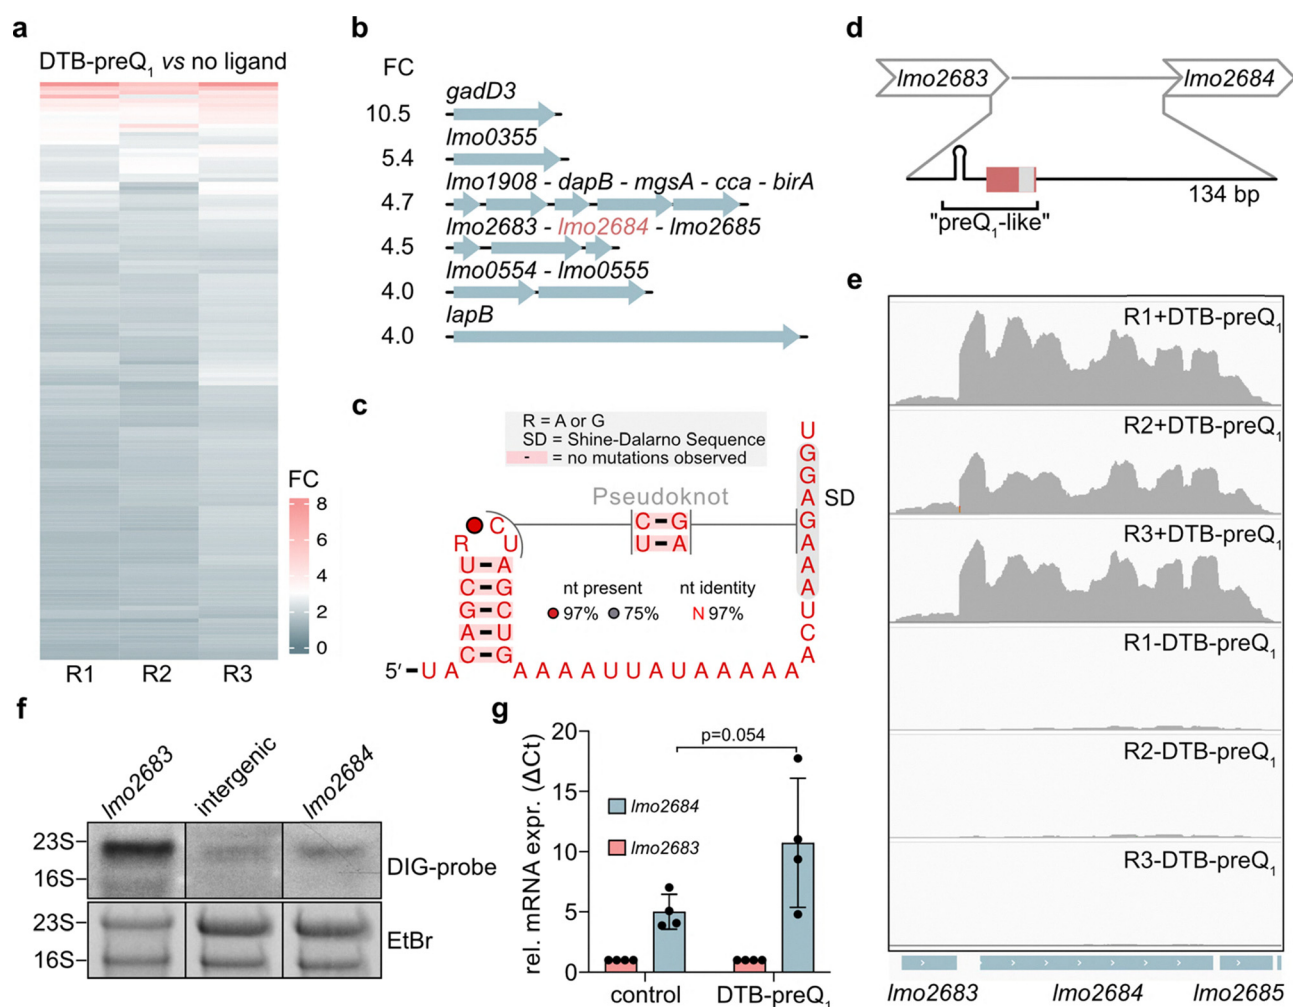 a
DTB-preQ1 vs no ligand
FC
8
6
4
2
0
R1 R2 R3
b
FC
gadD3
10.5
lmo0355
5.4
lmo1908 - dapB - mgsA - cca - birA
4.7
lmo2683 - lmo2684 - lmo2685
4.5
lmo0554 - lmo0555
4.0
lapB
4.0
c
R = A or G
SD = Shine-Dalarno Sequence
- = no mutations observed
Pseudoknot
C - G
U - A
SD
U
G
G
A
G
A
A
A
U
C
A
C
R U
U - A
C - G
G - C
A - U
C - G
nt present nt identity
97% 75% N 97%
5′ - U A
A A A A U U A U A A A A A
d
lmo2683 lmo2684
134 bp
"preQ1-like"
e
R1+DTB-preQ1
R2+DTB-preQ1
R3+DTB-preQ1
R1-DTB-preQ1
R2-DTB-preQ1
R3-DTB-preQ1
lmo2683 lmo2684 lmo2685
f
lmo2683 intergenic lmo2684
23S
16S
DIG-probe
23S
16S
EtBr
g
rel. mRNA expr. (ΔCt)
20
15
10
5
0
p=0.054
lmo2684
lmo2683
control DTB-preQ1